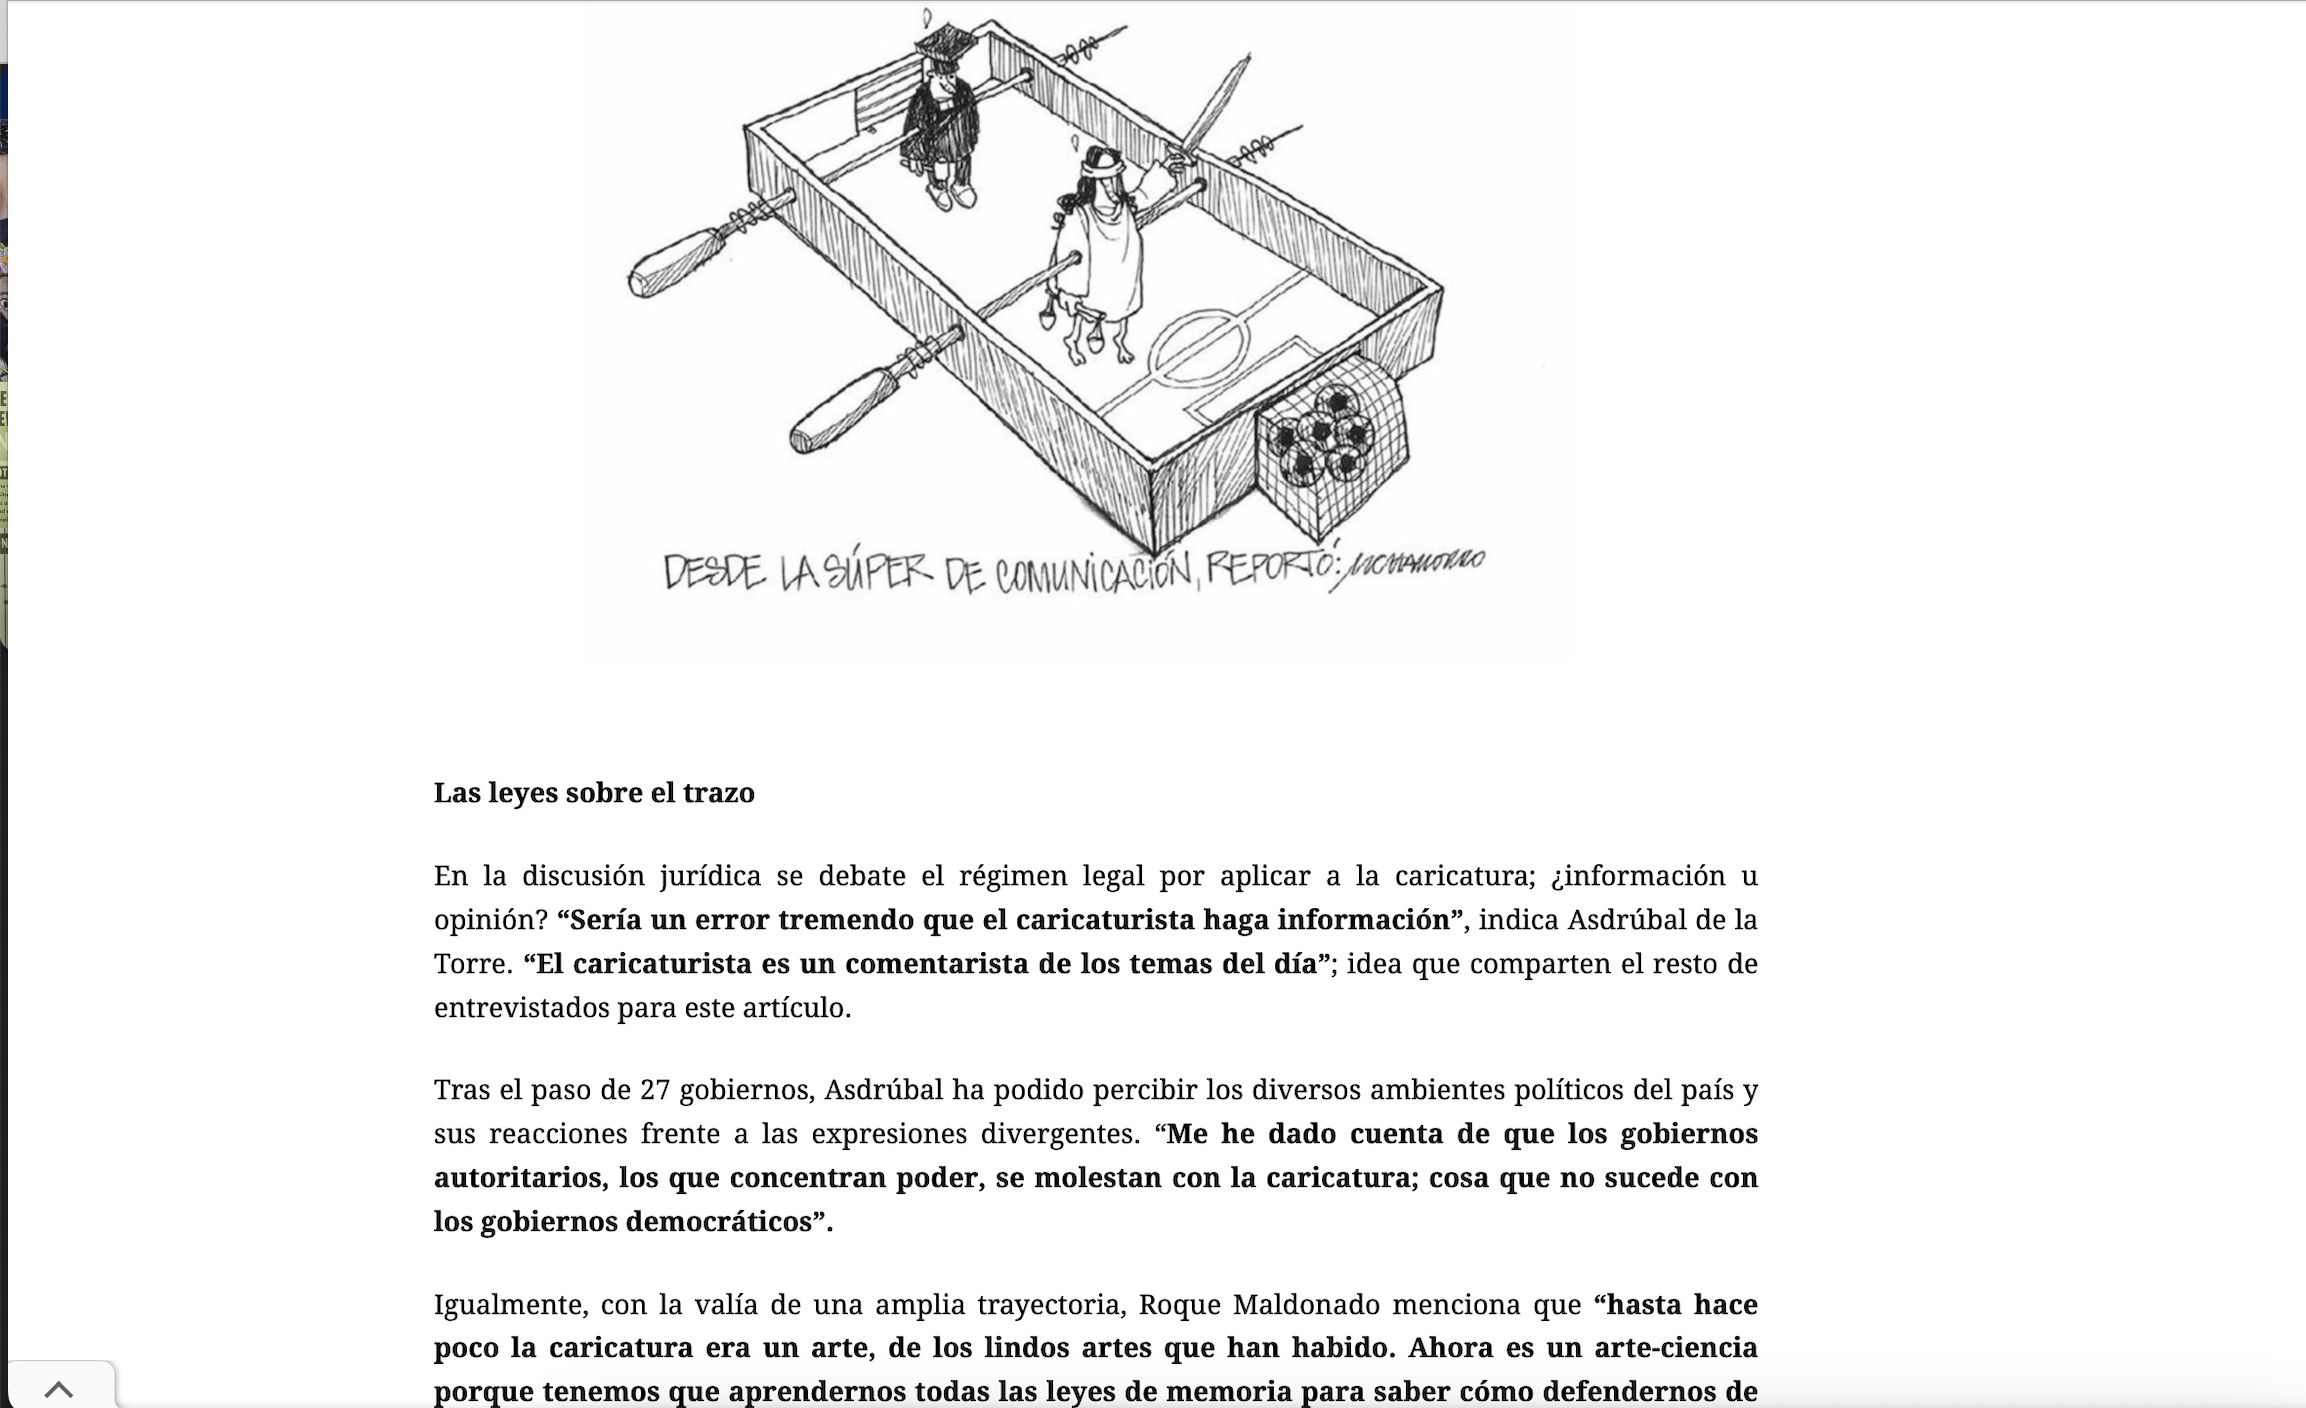 DESDE LA SÚPER DE COMUNICACIÓN, REPORTÓ:
Las leyes sobre el trazo
En la discusión jurídica se debate el régimen legal por aplicar a la caricatura; ¿información u
opinión? “Sería un error tremendo que el caricaturista haga información”, indica Asdrúbal de la
Torre. “El caricaturista es un comentarista de los temas del día”; idea que comparten el resto de
entrevistados para este artículo.
Tras el paso de 27 gobiernos, Asdrúbal ha podido percibir los diversos ambientes políticos del país y
sus reacciones frente a las expresiones divergentes. “Me he dado cuenta de que los gobiernos
autoritarios, los que concentran poder, se molestan con la caricatura; cosa que no sucede con
los gobiernos democráticos”.
Igualmente, con la valía de una amplia trayectoria, Roque Maldonado menciona que “hasta hace
poco la caricatura era un arte, de los lindos artes que han habido. Ahora es un arte-ciencia
porque tenemos que aprendernos todas las leyes de memoria para saber cómo defendernos de